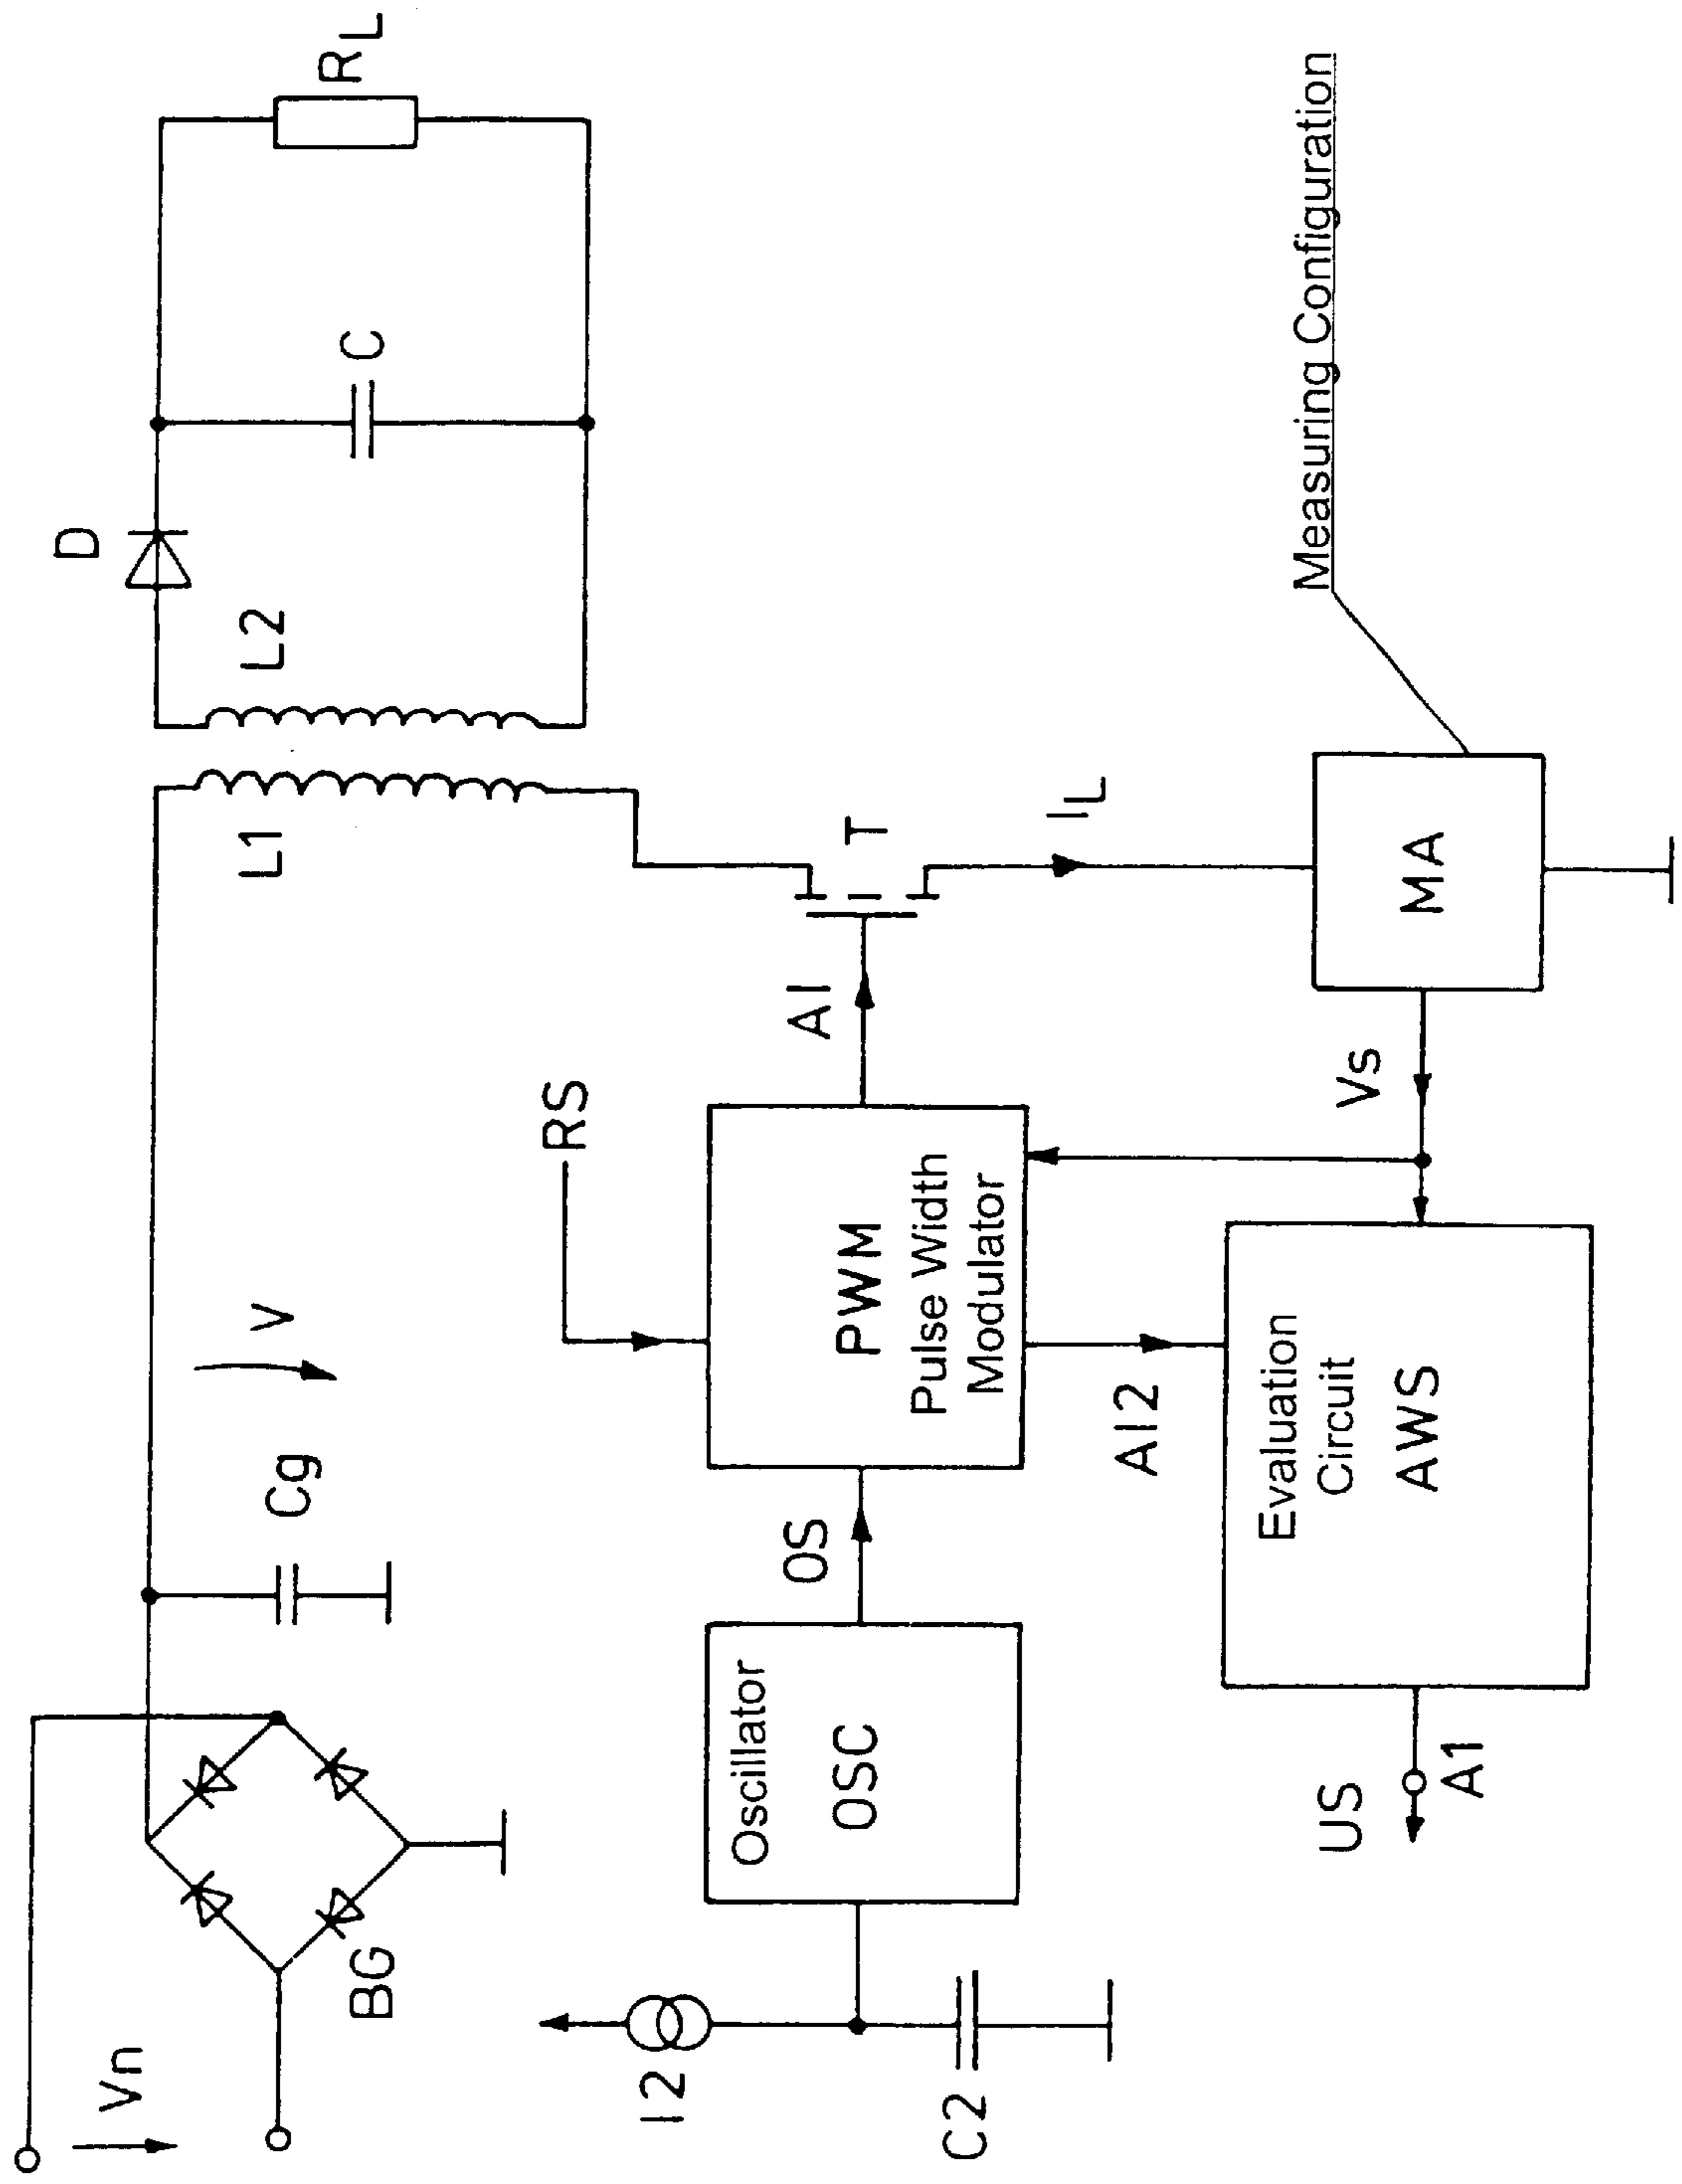 D
Vn
Cg
V
L1
L2
C
RL
BG
RS
I2
Oscillator
OSC
OS
PWM
Pulse Width
Modulator
AI
T
C2
IL
AI2
Evaluation
Circuit
AWS
US
A1
Vs
MA
Measuring Configuration